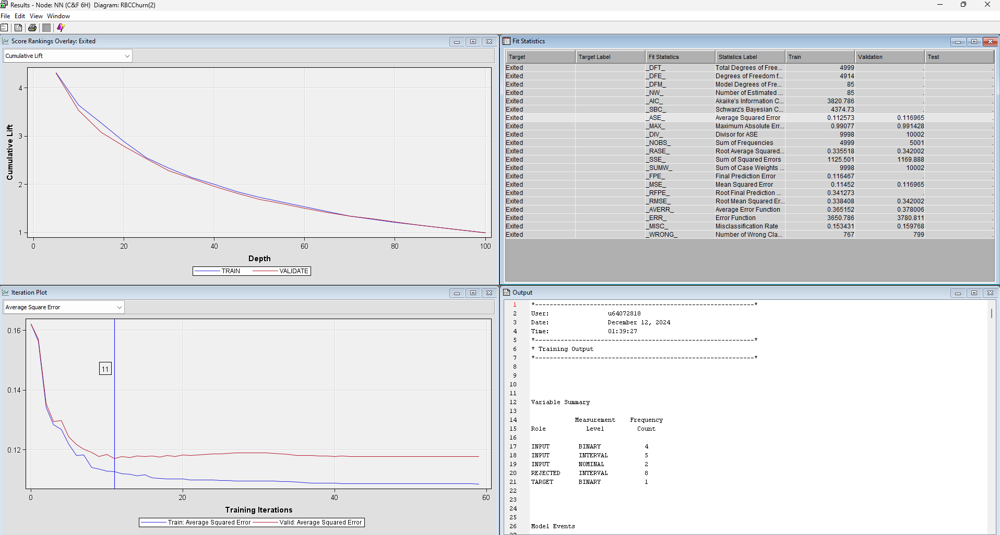 Results - Node: NN (C&F 6H)  Diagram: RBCChurn(2)
File Edit View Window
Score Rankings Overlay: Exited
Cumulative Lift
Cumulative Lift
4
3
2
1
0 20 40 60 80 100
Depth
TRAIN VALIDATE
Fit Statistics
Target Target Label Fit Statistics Statistics Label Train Validation Test
Exited _DFT_ Total Degrees of Free... 4999 . .
Exited _DFE_ Degrees of Freedom f... 4914 . .
Exited _DFM_ Model Degrees of Fre... 85 . .
Exited _NW_ Number of Estimated ... 85 . .
Exited _AIC_ Akaike's Information C... 3820.786 . .
Exited _SBC_ Schwarz's Bayesian C... 4374.73 . .
Exited _ASE_ Average Squared Error 0.112573 0.116965 .
Exited _MAX_ Maximum Absolute Err... 0.99077 0.991428 .
Exited _DIV_ Divisor for ASE 9998 10002 .
Exited _NOBS_ Sum of Frequencies 4999 5001 .
Exited _RASE_ Root Average Squared... 0.335518 0.342002 .
Exited _SSE_ Sum of Squared Errors 1125.501 1169.888 .
Exited _SUMW_ Sum of Case Weights ... 9998 10002 .
Exited _FPE_ Final Prediction Error 0.116467 . .
Exited _MSE_ Mean Squared Error 0.11452 0.116965 .
Exited _RFPE_ Root Final Prediction ... 0.341273 . .
Exited _RMSE_ Root Mean Squared Er... 0.338408 0.342002 .
Exited _AVERR_ Average Error Function 0.365152 0.378006 .
Exited _ERR_ Error Function 3650.786 3780.811 .
Exited _MISC_ Misclassification Rate 0.153431 0.159768 .
Exited _WRONG_ Number of Wrong Cla... 767 799 .
Iteration Plot
Average Square Error
0.16
0.14
0.12
11
0 20 40 60
Training Iterations
Train: Average Squared Error Valid: Average Squared Error
Output
1 *------------------------------------------------------------*
2 User: u64072818
3 Date: December 12, 2024
4 Time: 01:39:27
5 *------------------------------------------------------------*
6 * Training Output
7 *------------------------------------------------------------*
8
9
10
11
12 Variable Summary
13
14 Measurement Frequency
15 Role Level Count
16
17 INPUT BINARY 4
18 INPUT INTERVAL 5
19 INPUT NOMINAL 2
20 REJECTED INTERVAL 8
21 TARGET BINARY 1
22
23
24
25
26 Model Events